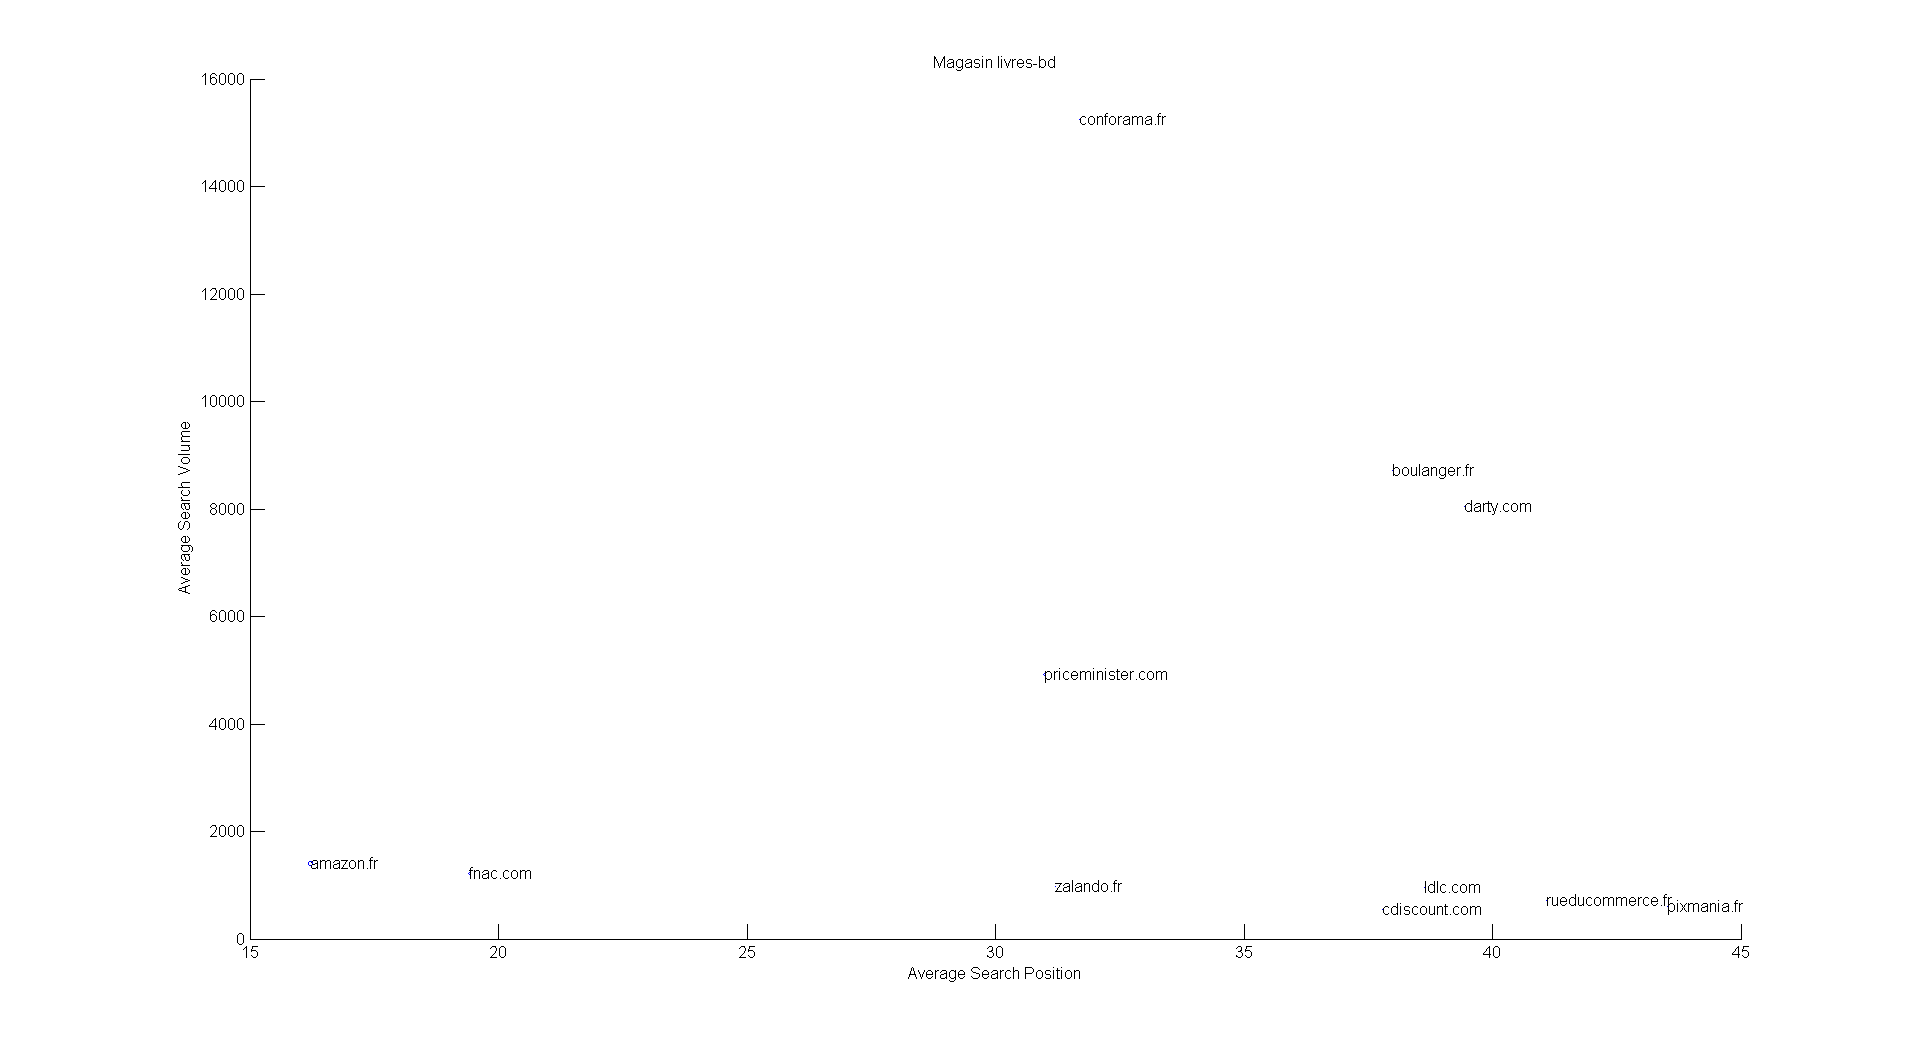 Magasin livres-bd
16000
conforama.fr
14000
12000
10000
Average Search Volume
boulanger.fr
8000
darty.com
6000
priceminister.com
4000
2000
amazon.fr
fnac.com
zalando.fr
ldlc.com
rueducommerce.fr
pixmania.fr
cdiscount.com
0
15 20 25 30 35 40 45
Average Search Position